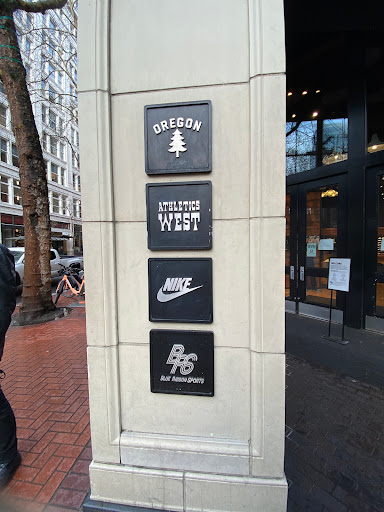 OREGON
ATHLETICS
WEST
NIKE
BRS
BLUE RIBBON SPORTS